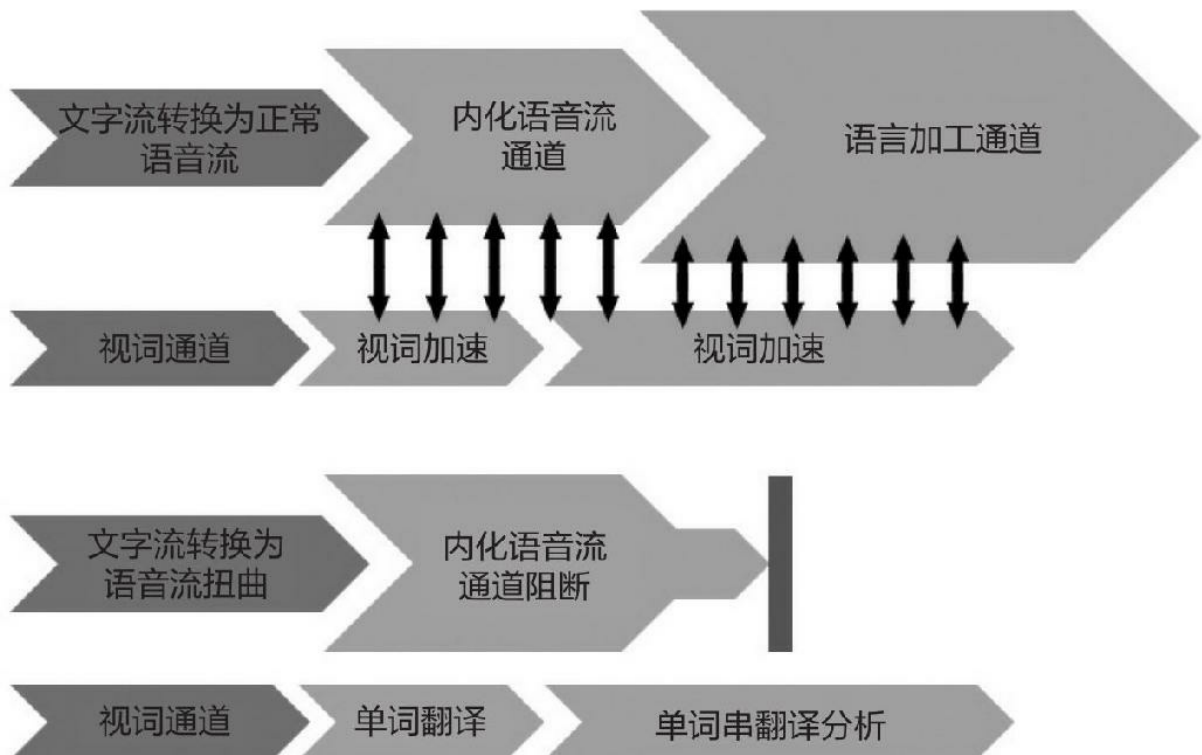 文字流转换为正常
语音流
内化语音流
通道
语言加工通道
视词通道
视词加速
视词加速
文字流转换为
语音流扭曲
内化语音流
通道阻断
视词通道
单词翻译
单词串翻译分析